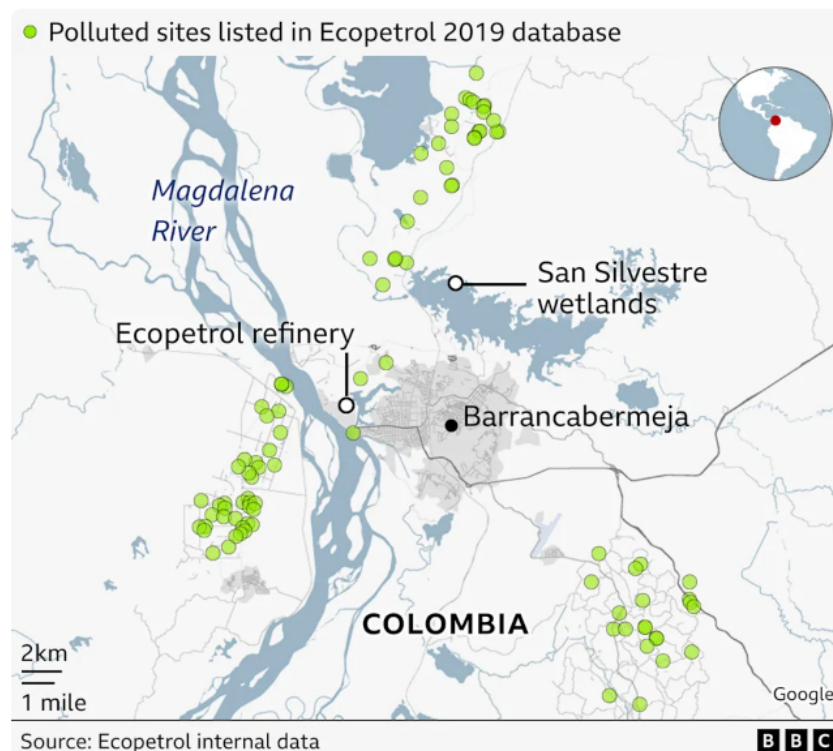 Polluted sites listed in Ecopetrol 2019 database
Magdalena
River
San Silvestre
wetlands
Ecopetrol refinery
Barrancabermeja
COLOMBIA
2km
1 mile
Google
Source: Ecopetrol internal data
BBC